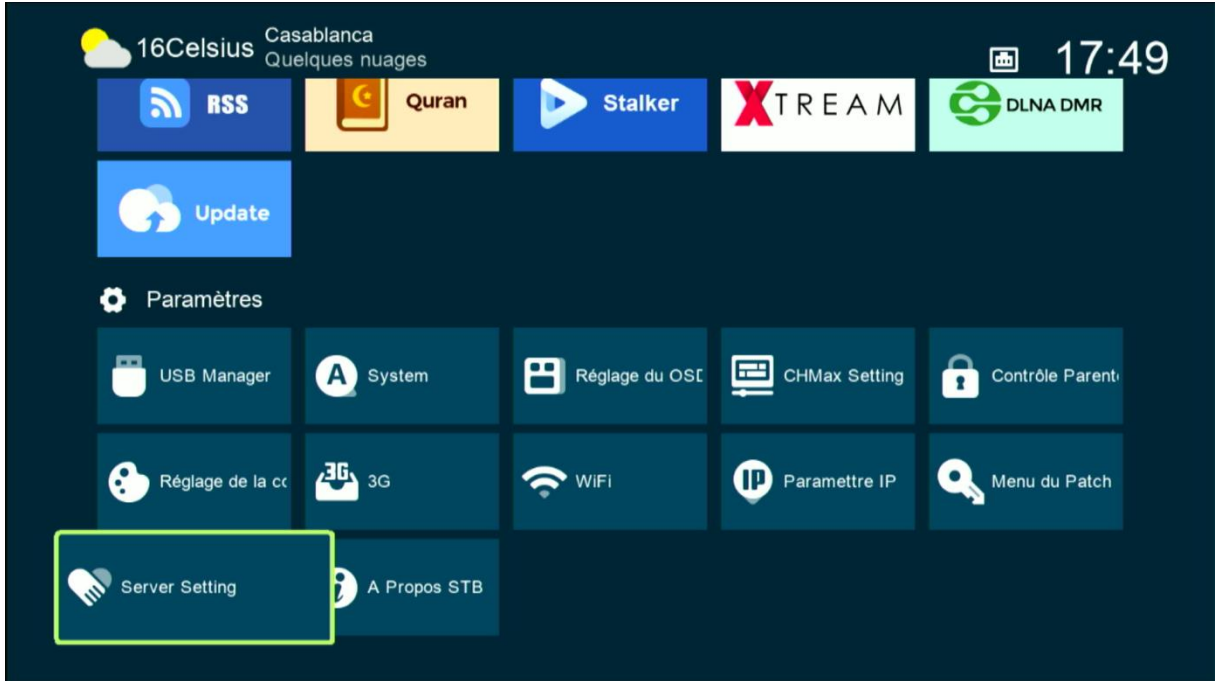 16Celsius
Casablanca
Quelques nuages
17:49
RSS
Quran
Stalker
XTREAM
DLNA DMR
Update
Paramètres
USB Manager
A
System
Réglage du OSD
CHMax Setting
Contrôle Parent
Réglage de la co
3G
3G
WiFi
IP
Paramettre IP
Menu du Patch
Server Setting
i
A Propos STB